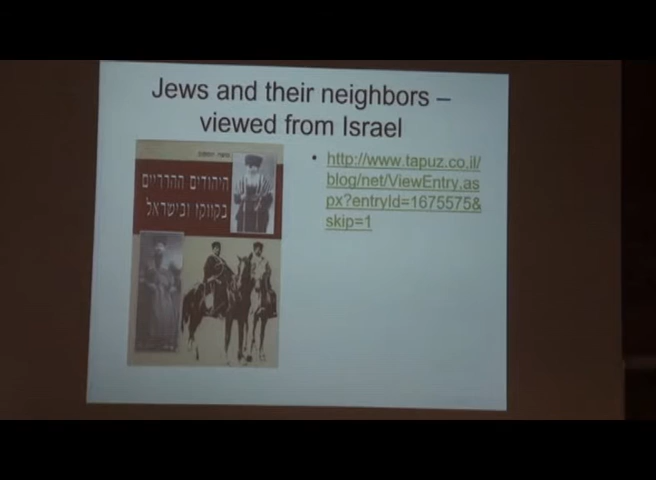 Jews and their neighbors –
viewed from Israel
היהודים ההרריים
בקווקז ובישראל
• http://www.tapuz.co.il/
blog/net/ViewEntry.as
px?entryId=1675575&
skip=1